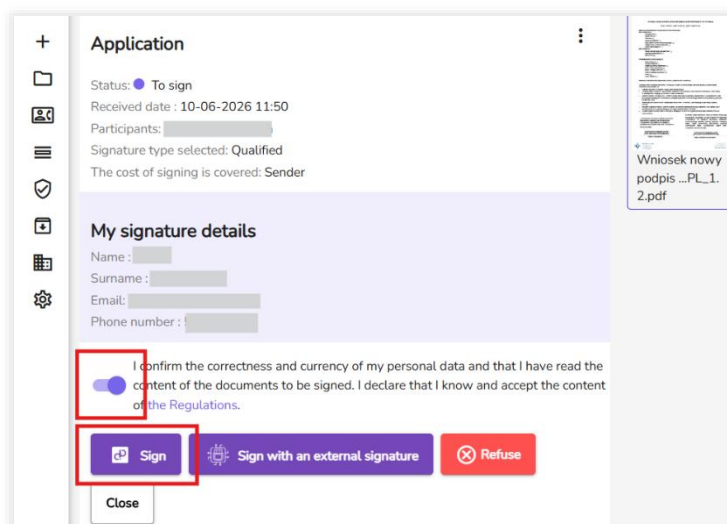 Application
Status: To sign
Received date : 10-06-2026 11:50
Participants:
Signature type selected: Qualified
The cost of signing is covered: Sender
My signature details
Name :
Surname :
Email:
Phone number :
I confirm the correctness and currency of my personal data and that I have read the
content of the documents to be signed. I declare that I know and accept the content
of the Regulations.
Sign
Sign with an external signature
Refuse
Close
Wniosek nowy
podpis ...PL_1.
2.pdf